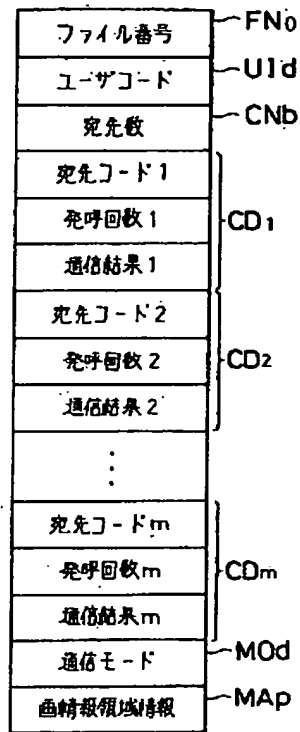 ファイル番号 FN0
ユーザコード UId
宛先数 CNb
宛先コード1
発呼回数1 CD1
通信結果1
宛先コード2
発呼回数2 CD2
通信結果2
⋮
宛先コードm
発呼回数m CDm
通信結果m
通信モード MOd
画情報領域情報 MAp